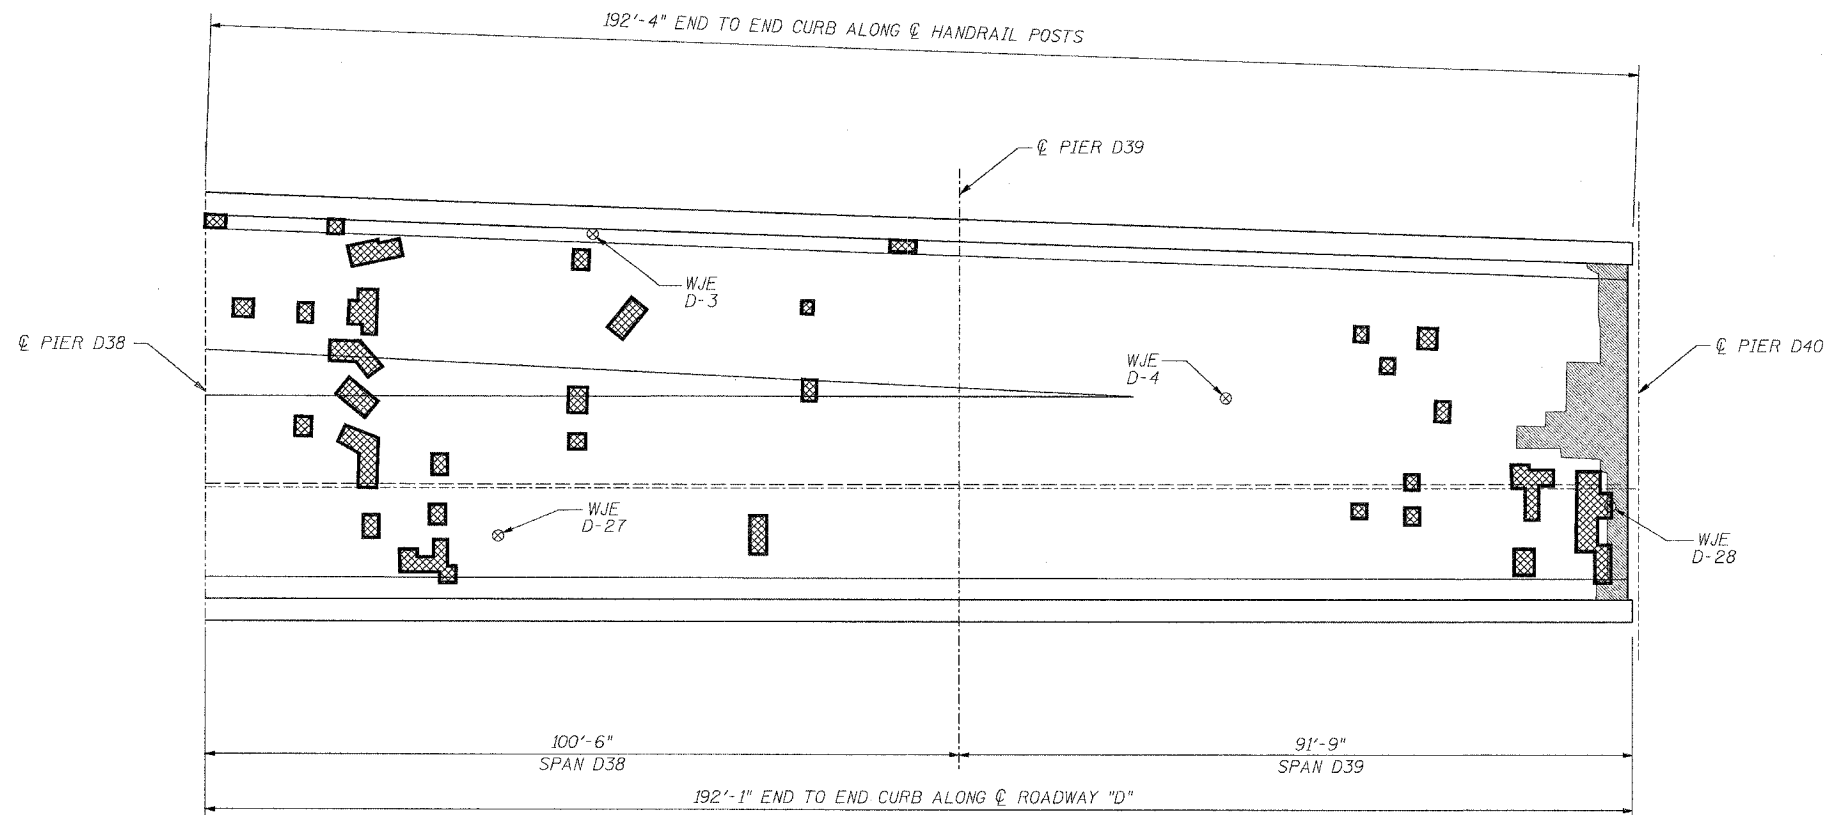 192'-4" END TO END CURB ALONG ℄ HANDRAIL POSTS
℄ PIER D39
WJE
D-3
℄ PIER D38
WJE
D-4
℄ PIER D40
WJE
D-27
WJE
D-28
100'-6"
SPAN D38
91'-9"
SPAN D39
192'-1" END TO END CURB ALONG ℄ ROADWAY "D"